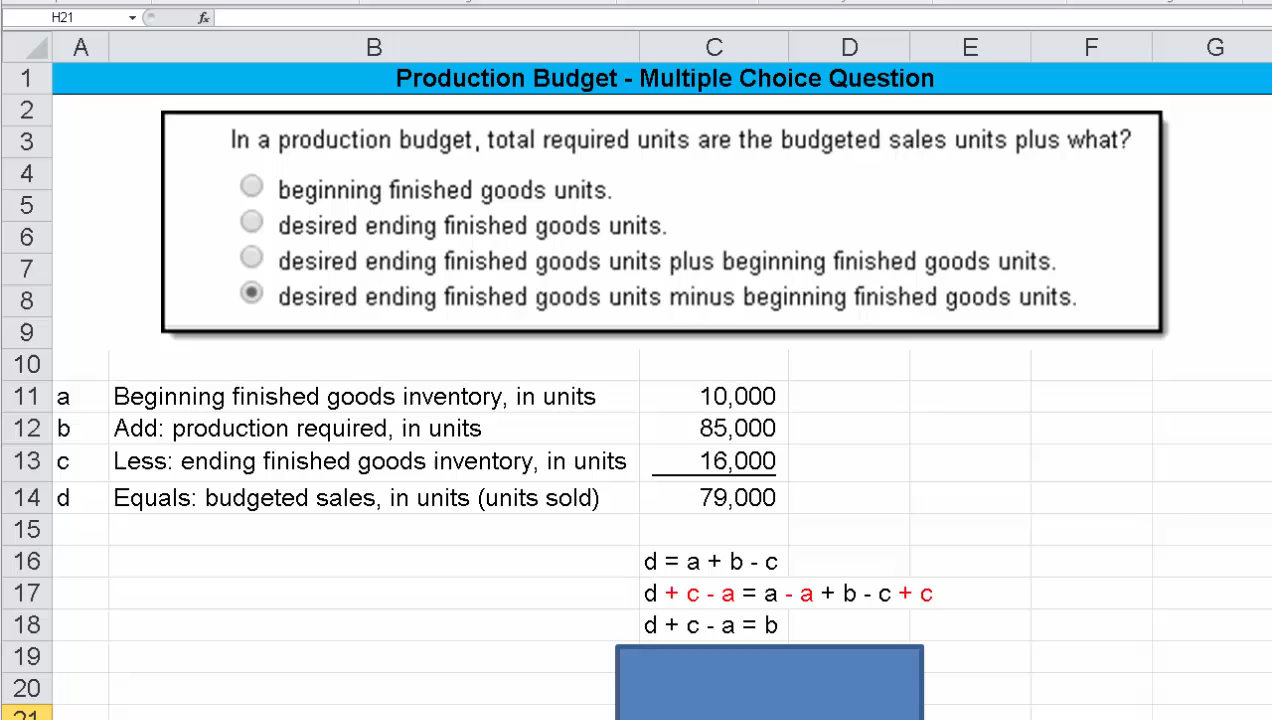 H21 fx
A B C D E F G
1 Production Budget - Multiple Choice Question
2
3 In a production budget, total required units are the budgeted sales units plus what?
4 beginning finished goods units.
5
6 desired ending finished goods units.
7 desired ending finished goods units plus beginning finished goods units.
8 desired ending finished goods units minus beginning finished goods units.
9
10
11 a Beginning finished goods inventory, in units 10,000
12 b Add: production required, in units 85,000
13 c Less: ending finished goods inventory, in units 16,000
14 d Equals: budgeted sales, in units (units sold) 79,000
15
16 d = a + b - c
17 d + c - a = a - a + b - c + c
18 d + c - a = b
19
20
21